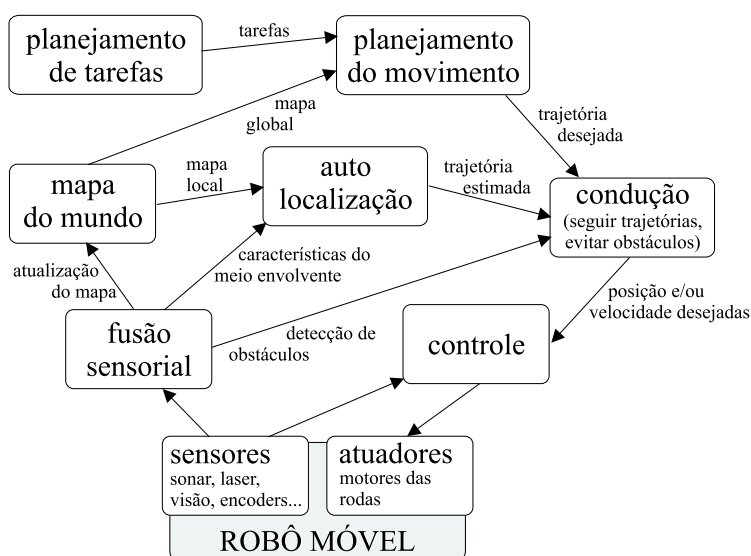 planejamento
de tarefas
tarefas
planejamento
do movimento
mapa
global
trajetória
desejada
mapa
do mundo
mapa
local
auto
localização
trajetória
estimada
condução
(seguir trajetórias,
evitar obstáculos)
atualização
do mapa
características do
meio envolvente
posição e/ou
velocidade desejadas
fusão
sensorial
detecção de
obstáculos
controle
sensores
sonar, laser,
visão, encoders...
atuadores
motores das
rodas
ROBÔ MÓVEL